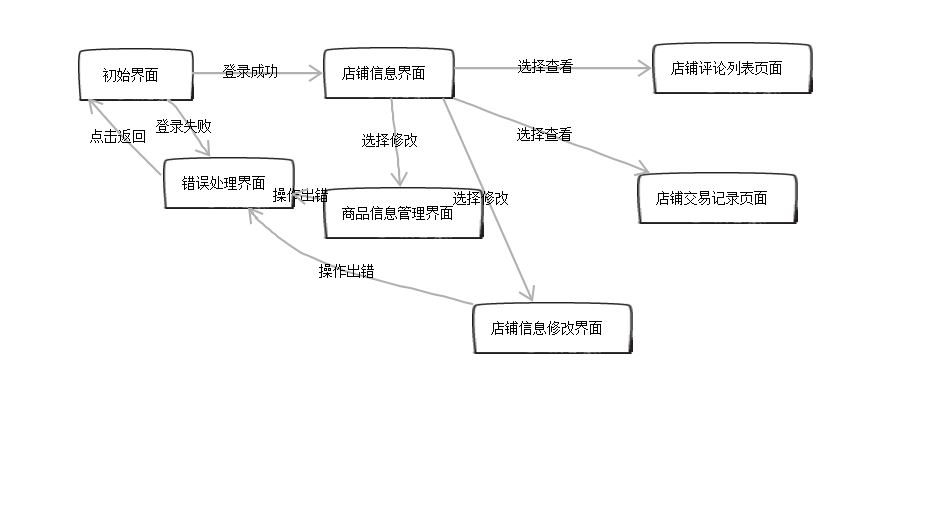 初始界面
登录成功
店铺信息界面
选择查看
店铺评论列表页面
点击返回
登录失败
选择修改
选择查看
错误处理界面
操作出错
商品信息管理界面
选择修改
店铺交易记录页面
操作出错
店铺信息修改界面